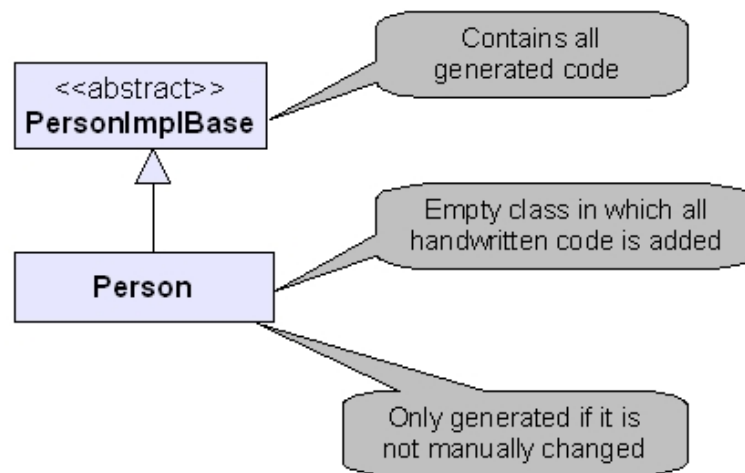 Contains all
generated code
<<abstract>>
PersonImplBase
Empty class in which all
handwritten code is added
Person
Only generated if it is
not manually changed